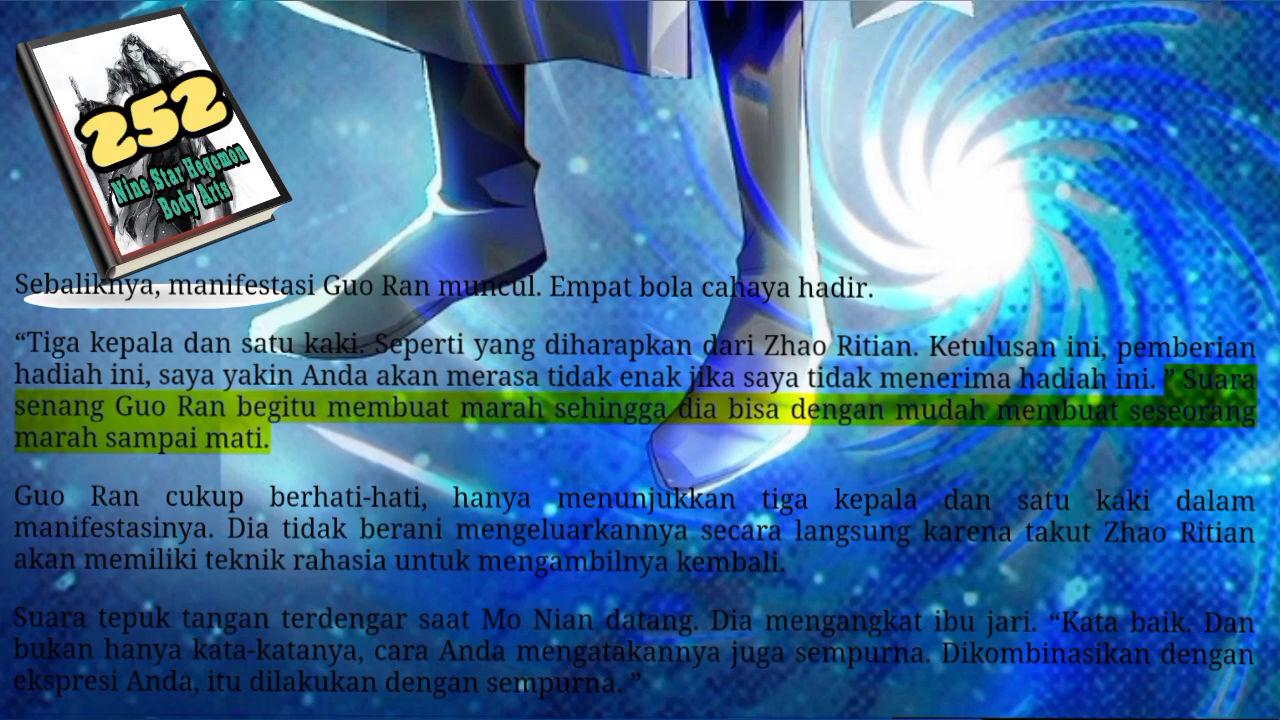 252
Nine Star Hegemon
Body Arts
Sebaliknya, manifestasi Guo Ran muncul. Empat bola cahaya hadir.
“Tiga kepala dan satu kaki. Seperti yang diharapkan dari Zhao Ritian. Ketulusan ini, pemberian
hadiah ini, saya yakin Anda akan merasa tidak enak jika saya tidak menerima hadiah ini. ” Suara
senang Guo Ran begitu membuat marah sehingga dia bisa dengan mudah membuat seseorang
marah sampai mati.
Guo Ran cukup berhati-hati, hanya menunjukkan tiga kepala dan satu kaki dalam
manifestasinya. Dia tidak berani mengeluarkannya secara langsung karena takut Zhao Ritian
akan memiliki teknik rahasia untuk mengambilnya kembali.
Suara tepuk tangan terdengar saat Mo Nian datang. Dia mengangkat ibu jari. “Kata baik. Dan
bukan hanya kata-katanya, cara Anda mengatakannya juga sempurna. Dikombinasikan dengan
ekspresi Anda, itu dilakukan dengan sempurna. ”